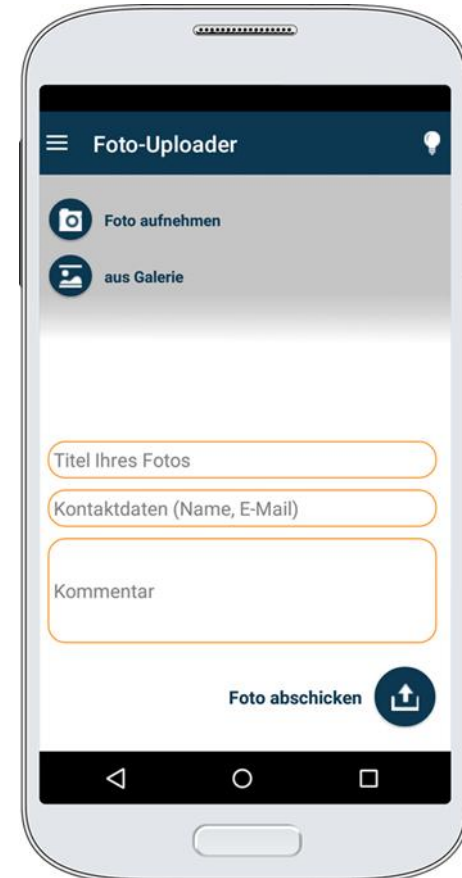 Foto-Uploader
Foto aufnehmen
aus Galerie
Titel Ihres Fotos
Kontaktdaten (Name, E-Mail)
Kommentar
Foto abschicken